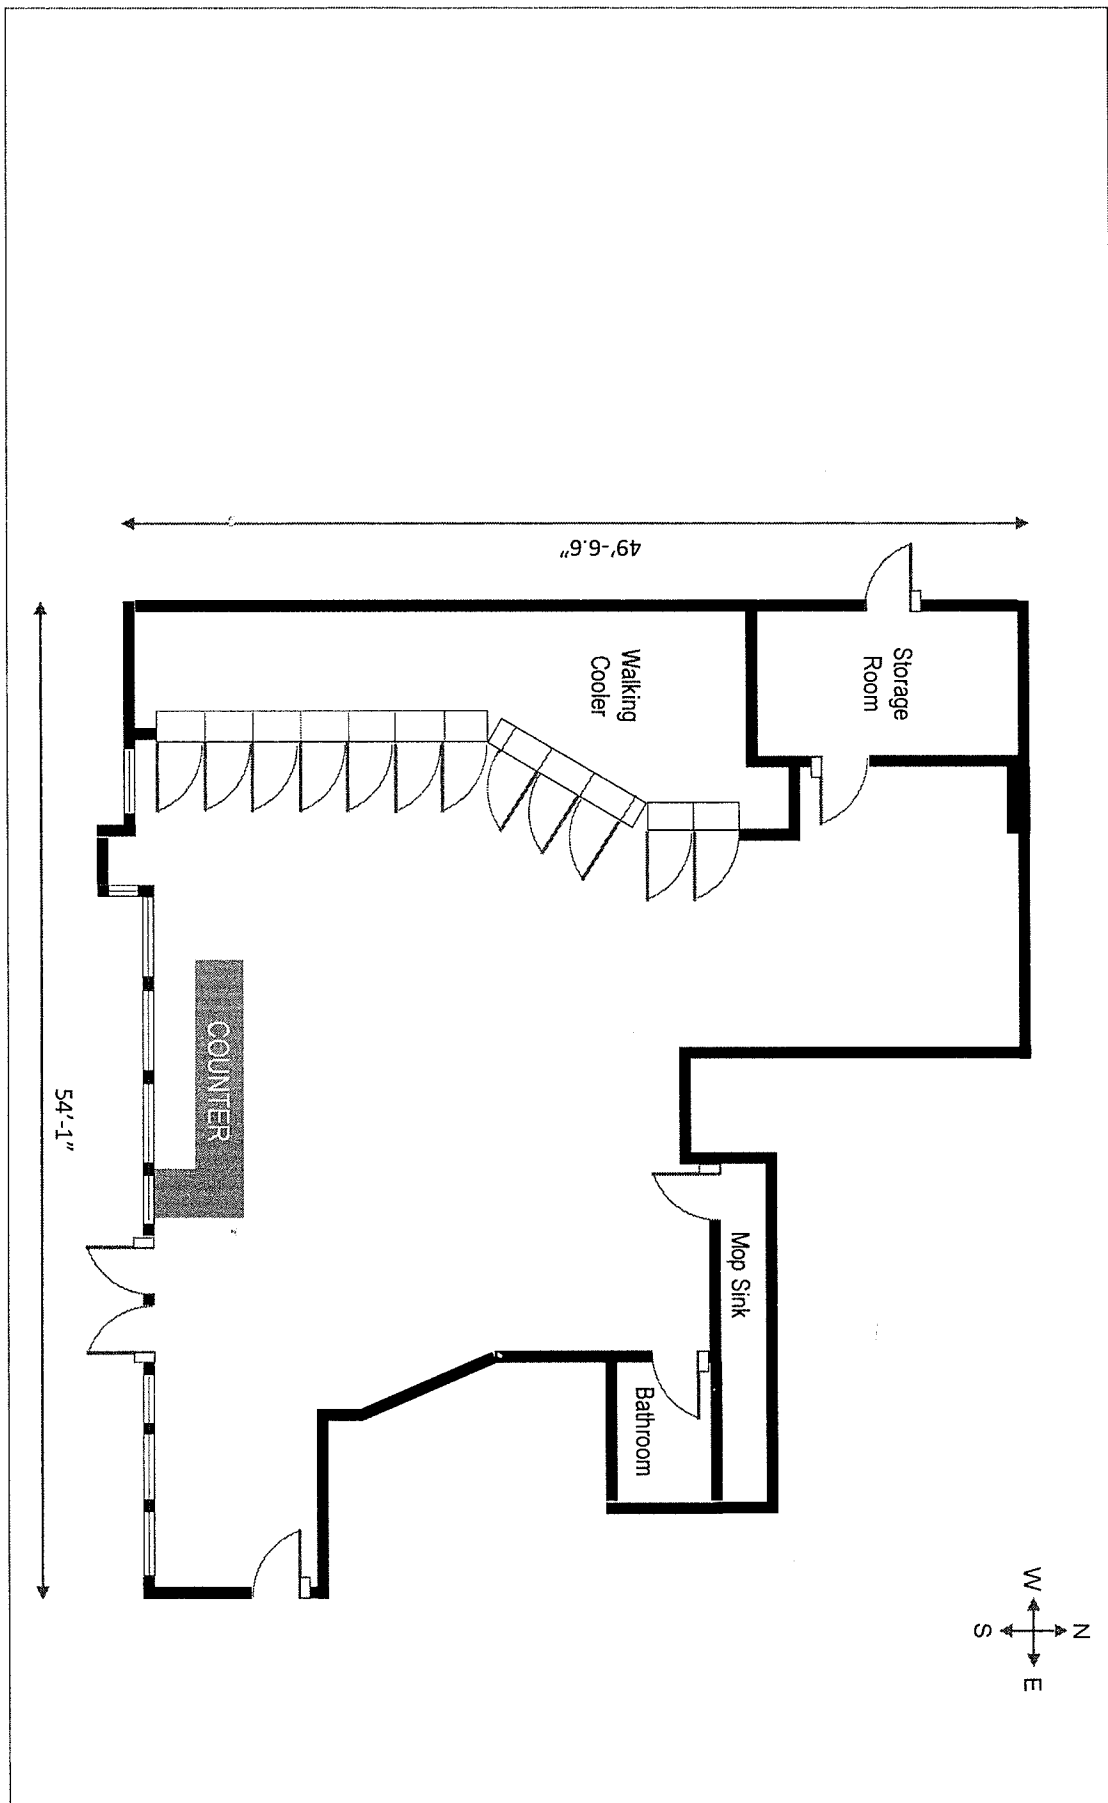 49'-6.6"
Storage
Room
Walking
Cooler
COUNTER
54'-1"
Mop Sink
Bathroom
N
W
E
S